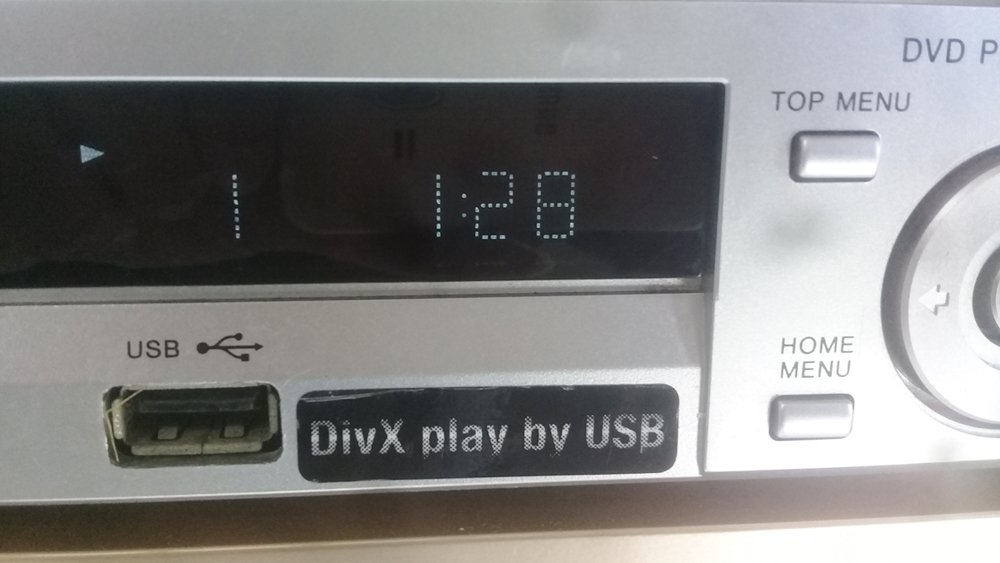 DVD P
TOP MENU
1 1:28
USB
HOME
MENU
DivX play by USB